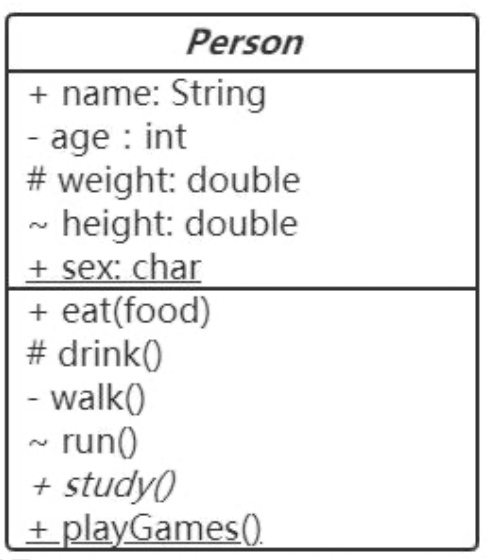 Person
+ name: String
- age : int
# weight: double
~ height: double
+ sex: char
+ eat(food)
# drink()
- walk()
~ run()
+ study()
+ playGames()